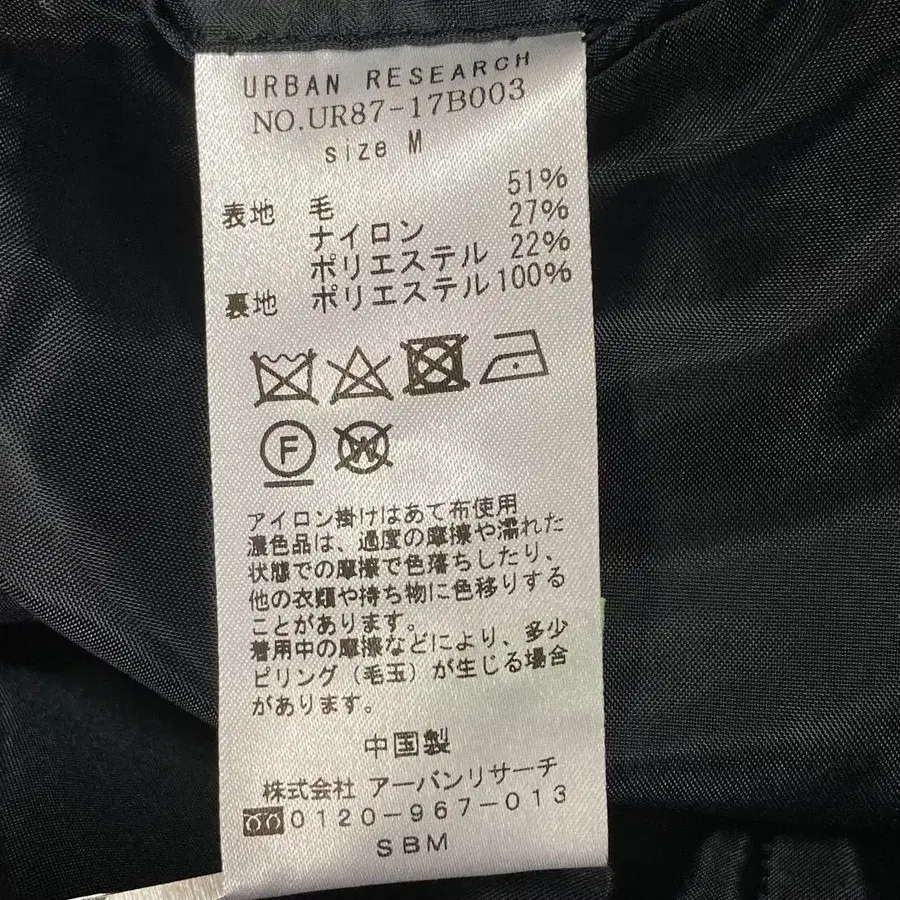 URBAN RESEARCH
NO.UR87-17B003
size M
表地 毛 51%
ナイロン 27%
ポリエステル 22%
裏地 ポリエステル 100%
F
W
アイロン掛けはあて布使用
濃色品は、過度の摩擦や濡れた
状態での摩擦で色落ちしたり、
他の衣類や持ち物に色移りする
ことがあります。
着用中の摩擦などにより、多少
ピリング(毛玉)が生じる場合
があります。
中国製
株式会社 アーバンリサーチ
0120-967-013
SBM